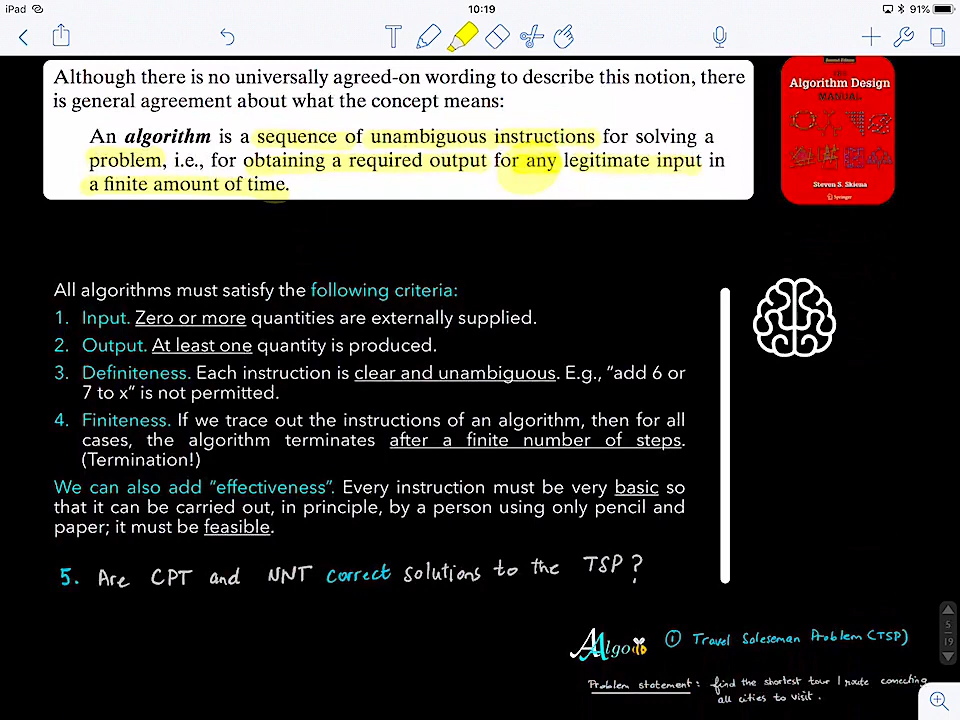 iPad
10:19
91%
Although there is no universally agreed-on wording to describe this notion, there
is general agreement about what the concept means:
An algorithm is a sequence of unambiguous instructions for solving a
problem, i.e., for obtaining a required output for any legitimate input in
a finite amount of time.
Second Edition
Algorithm Design
MANUAL
Steven S. Skiena
Springer
All algorithms must satisfy the following criteria:
1. Input. Zero or more quantities are externally supplied.
2. Output. At least one quantity is produced.
3. Definiteness. Each instruction is clear and unambiguous. E.g., "add 6 or
7 to x" is not permitted.
4. Finiteness. If we trace out the instructions of an algorithm, then for all
cases, the algorithm terminates after a finite number of steps.
(Termination!)
We can also add "effectiveness". Every instruction must be very basic so
that it can be carried out, in principle, by a person using only pencil and
paper; it must be feasible.
5. Are CPT and NNT correct solutions to the TSP?
Algo
① Travel Salesman Problem (TSP)
Problem statement: find the shortest tour / route connecting
all cities to visit.
5
19